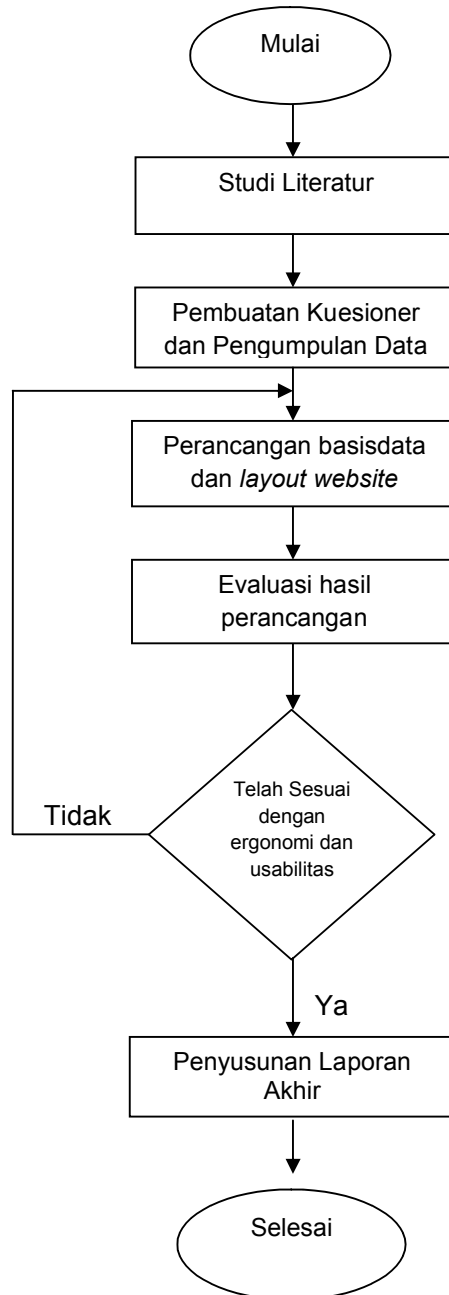 Mulai
Studi Literatur
Pembuatan Kuesioner
dan Pengumpulan Data
Perancangan basisdata
dan layout website
Evaluasi hasil
perancangan
Telah Sesuai
dengan
ergonomi dan
usabilitas
Tidak
Ya
Penyusunan Laporan
Akhir
Selesai